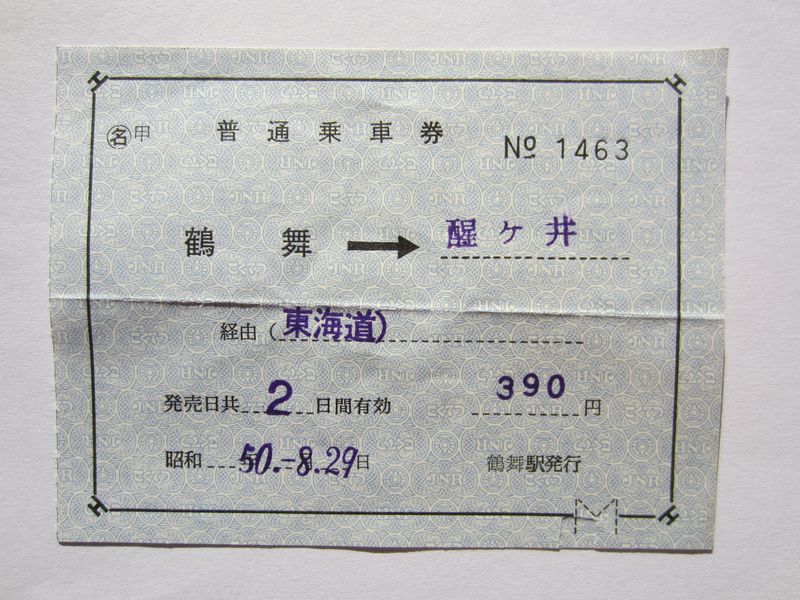 ㊔甲 普通乗車券 № 1463
鶴舞 → 醒ヶ井
経由（東海道）
発売日共 2 日間有効 390 円
昭和 50.-8.29 日 鶴舞駅発行